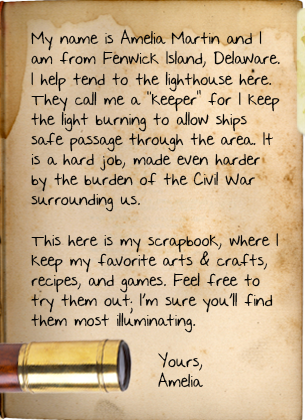 My name is Amelia Martin and I
am from Fenwick Island, Delaware.
I help tend to the lighthouse here.
They call me a "keeper" for I keep
the light burning to allow ships
safe passage through the area. It
is a hard job, made even harder
by the burden of the Civil War
surrounding us.

This here is my scrapbook, where I
keep my favorite arts & crafts,
recipes, and games. Feel free to
try them out; I'm sure you'll find
them most illuminating.

Yours,
Amelia